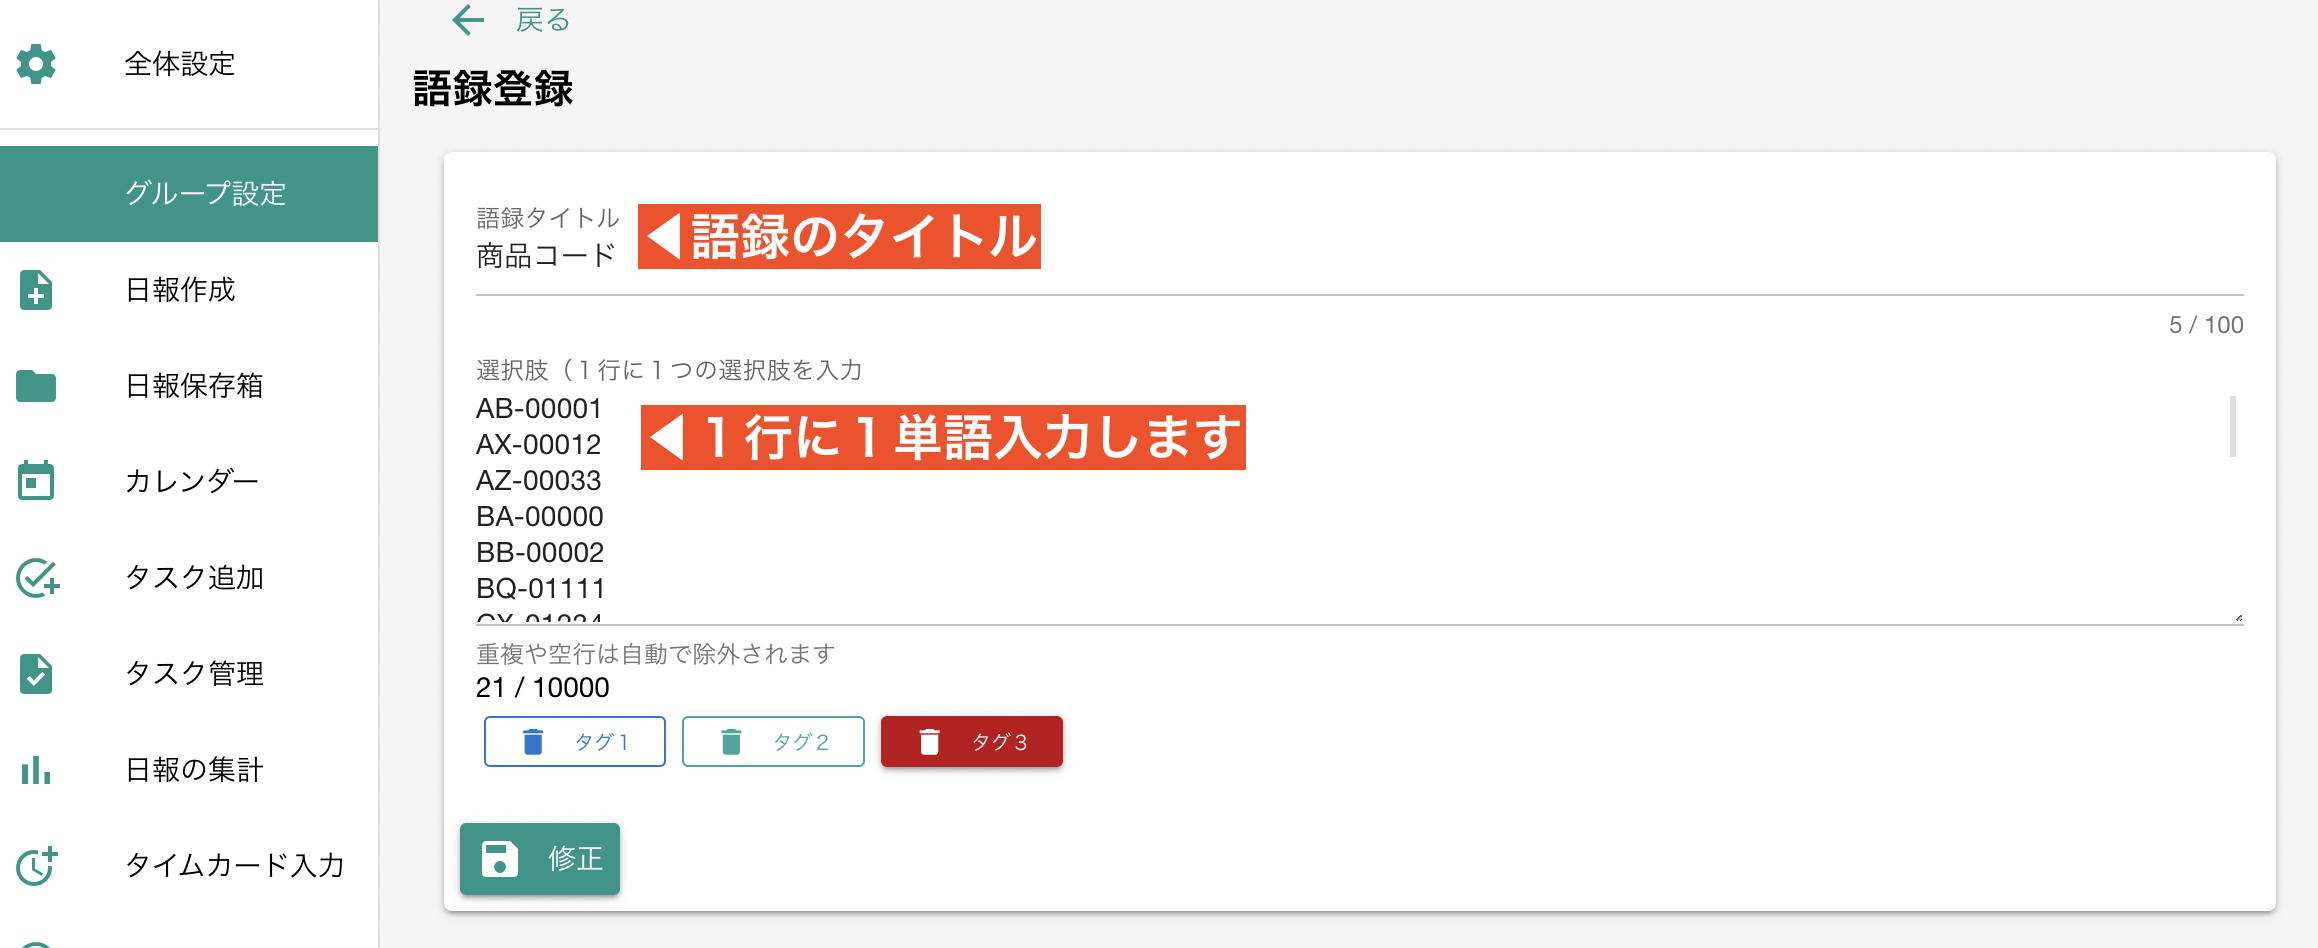 全体設定
グループ設定
日報作成
日報保存箱
カレンダー
タスク追加
タスク管理
日報の集計
タイムカード入力
戻る
語録登録
語録タイトル
商品コード
◀語録のタイトル
5 / 100
選択肢（１行に１つの選択肢を入力
AB-00001
AX-00012
◀１行に１単語入力します
AZ-00033
BA-00000
BB-00002
BQ-01111
重複や空行は自動で除外されます
21 / 10000
タグ１
タグ２
タグ３
修正